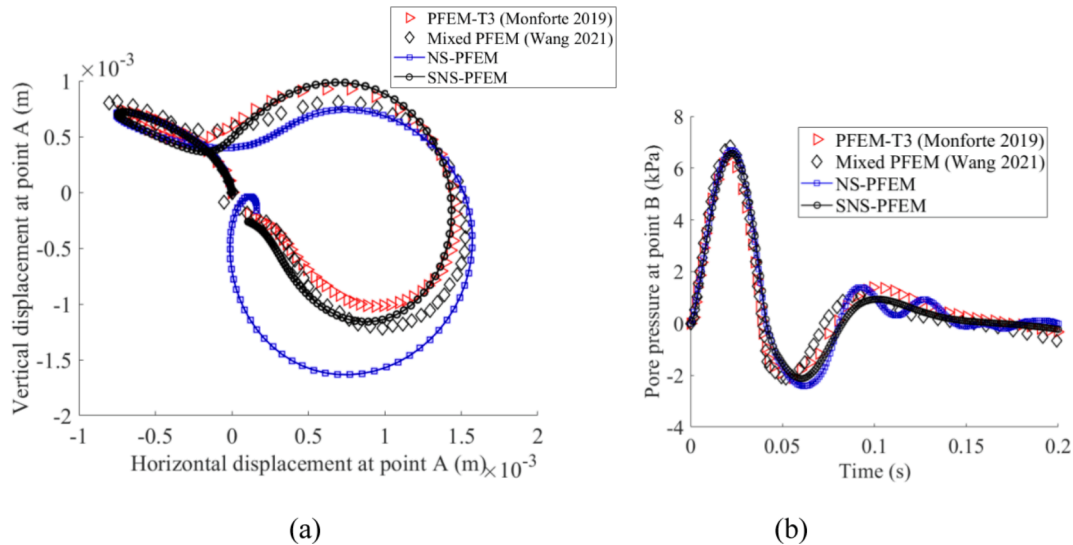 PFEM-T3 (Monforte 2019)
Mixed PFEM (Wang 2021)
NS-PFEM
SNS-PFEM
×10⁻³
1
0.5
0
-0.5
-1
-1.5
-2
Vertical displacement at point A (m)
-1 -0.5 0 0.5 1 1.5 2
Horizontal displacement at point A (m) ×10⁻³
(a)
PFEM-T3 (Monforte 2019)
Mixed PFEM (Wang 2021)
NS-PFEM
SNS-PFEM
8
6
4
2
0
-2
-4
Pore pressure at point B (kPa)
0 0.05 0.1 0.15 0.2
Time (s)
(b)